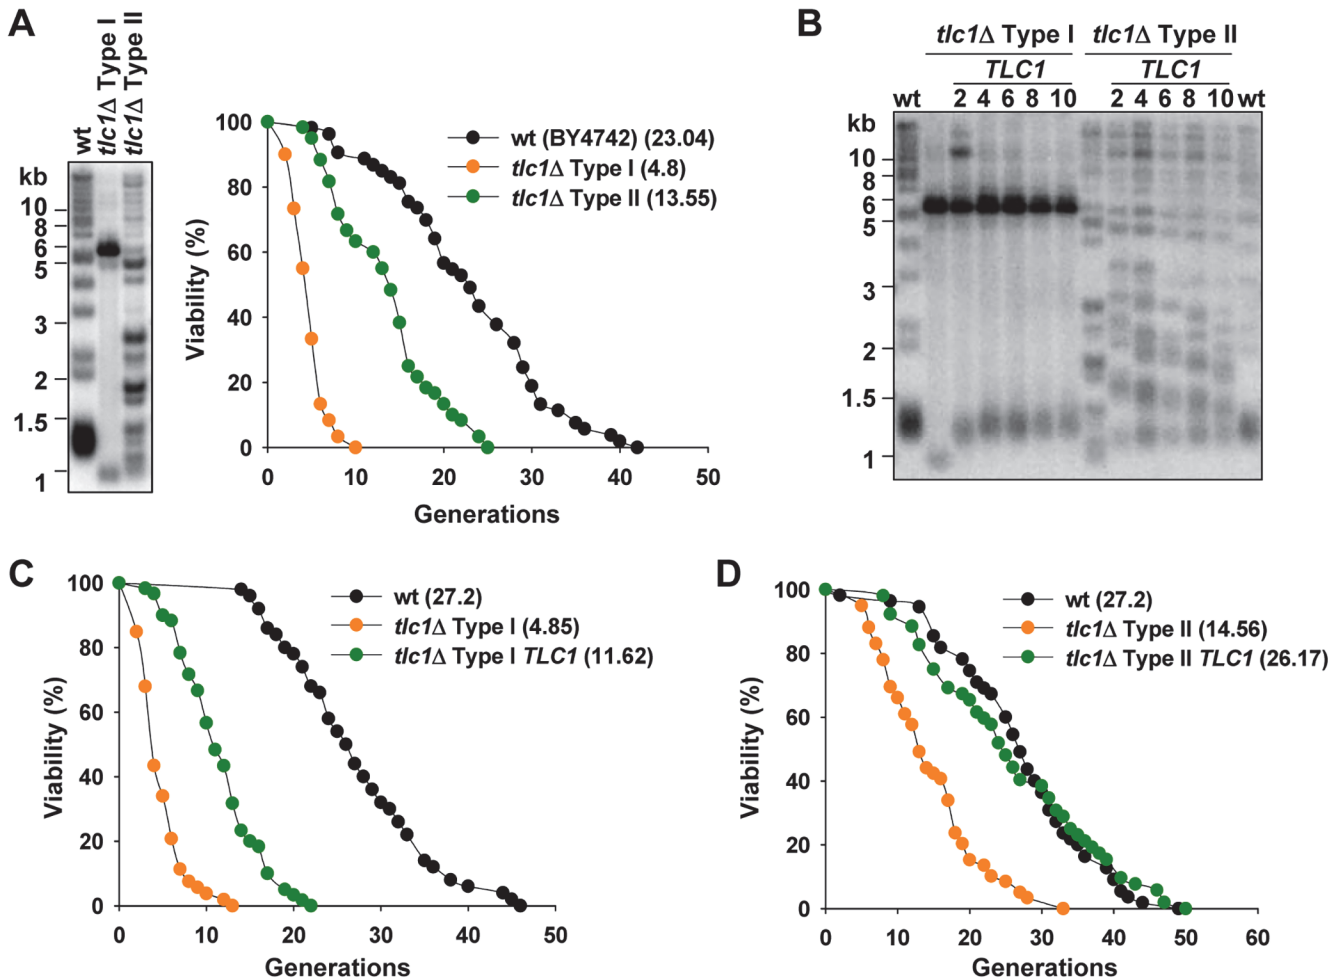 A
wt
tlc1Δ Type I
tlc1Δ Type II
kb
10
8
6
5
3
2
1.5
1
Viability (%)
100
80
60
40
20
0
0 10 20 30 40 50
Generations
wt (BY4742) (23.04)
tlc1Δ Type I (4.8)
tlc1Δ Type II (13.55)
B
tlc1Δ Type I tlc1Δ Type II
TLC1 TLC1
wt 2 4 6 8 10 2 4 6 8 10 wt
kb
10
8
6
5
3
2
1.5
1
C
Viability (%)
100
80
60
40
20
0
0 10 20 30 40 50
Generations
wt (27.2)
tlc1Δ Type I (4.85)
tlc1Δ Type I TLC1 (11.62)
D
Viability (%)
100
80
60
40
20
0
0 10 20 30 40 50 60
Generations
wt (27.2)
tlc1Δ Type II (14.56)
tlc1Δ Type II TLC1 (26.17)